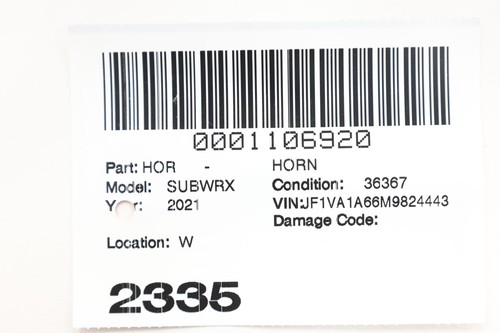 0001106920
Part: HOR - HORN
Model: SUBWRX Condition: 36367
Year: 2021 VIN:JF1VA1A66M9824443
Damage Code:
Location: W
2335